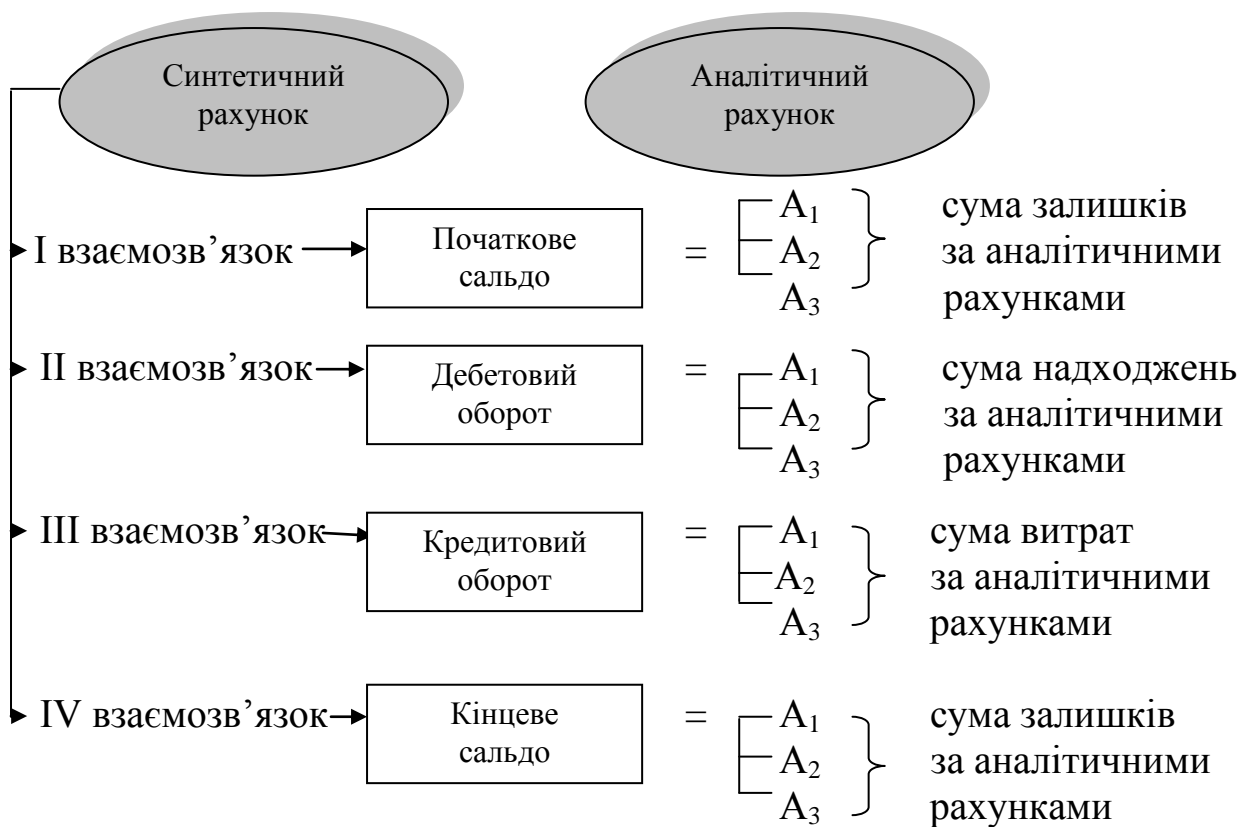 Синтетичний
рахунок
Аналітичний
рахунок
I взаємозв’язок
Початкове
сальдо
=
A₁
A₂
A₃
сума залишків
за аналітичними
рахунками
II взаємозв’язок
Дебетовий
оборот
=
A₁
A₂
A₃
сума надходжень
за аналітичними
рахунками
III взаємозв’язок
Кредитовий
оборот
=
A₁
A₂
A₃
сума витрат
за аналітичними
рахунками
IV взаємозв’язок
Кінцеве
сальдо
=
A₁
A₂
A₃
сума залишків
за аналітичними
рахунками